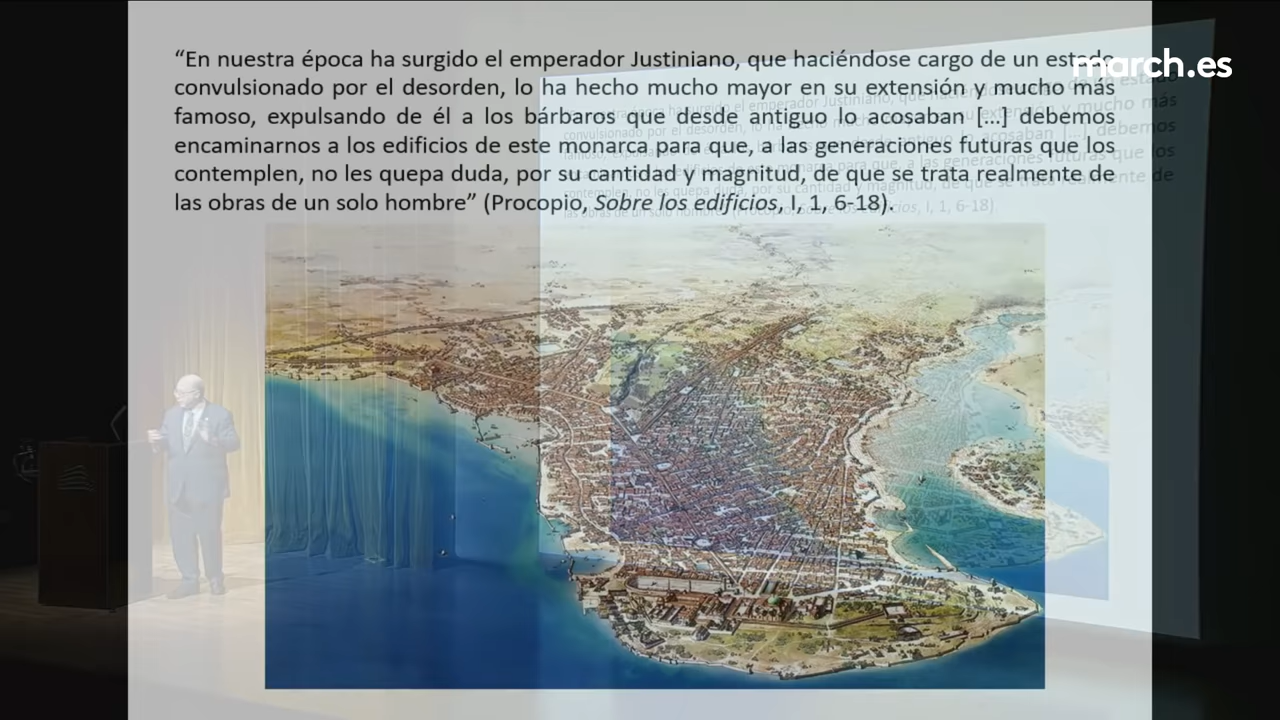 “En nuestra época ha surgido el emperador Justiniano, que haciéndose cargo de un estado
march.es
convulsionado por el desorden, lo ha hecho mucho mayor en su extensión y mucho más
famoso, expulsando de él a los bárbaros que desde antiguo lo acosaban [...] debemos
encaminarnos a los edificios de este monarca para que, a las generaciones futuras que los
contemplen, no les quepa duda, por su cantidad y magnitud, de que se trata realmente de
las obras de un solo hombre” (Procopio, Sobre los edificios, I, 1, 6-18).